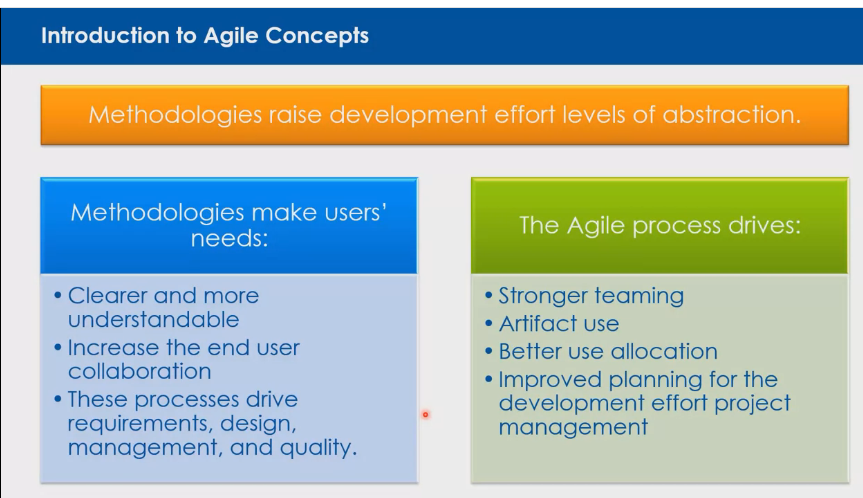 Introduction to Agile Concepts
Methodologies raise development effort levels of abstraction.
Methodologies make users’
needs:
• Clearer and more
understandable
• Increase the end user
collaboration
• These processes drive
requirements, design,
management, and quality.
The Agile process drives:
• Stronger teaming
• Artifact use
• Better use allocation
• Improved planning for the
development effort project
management